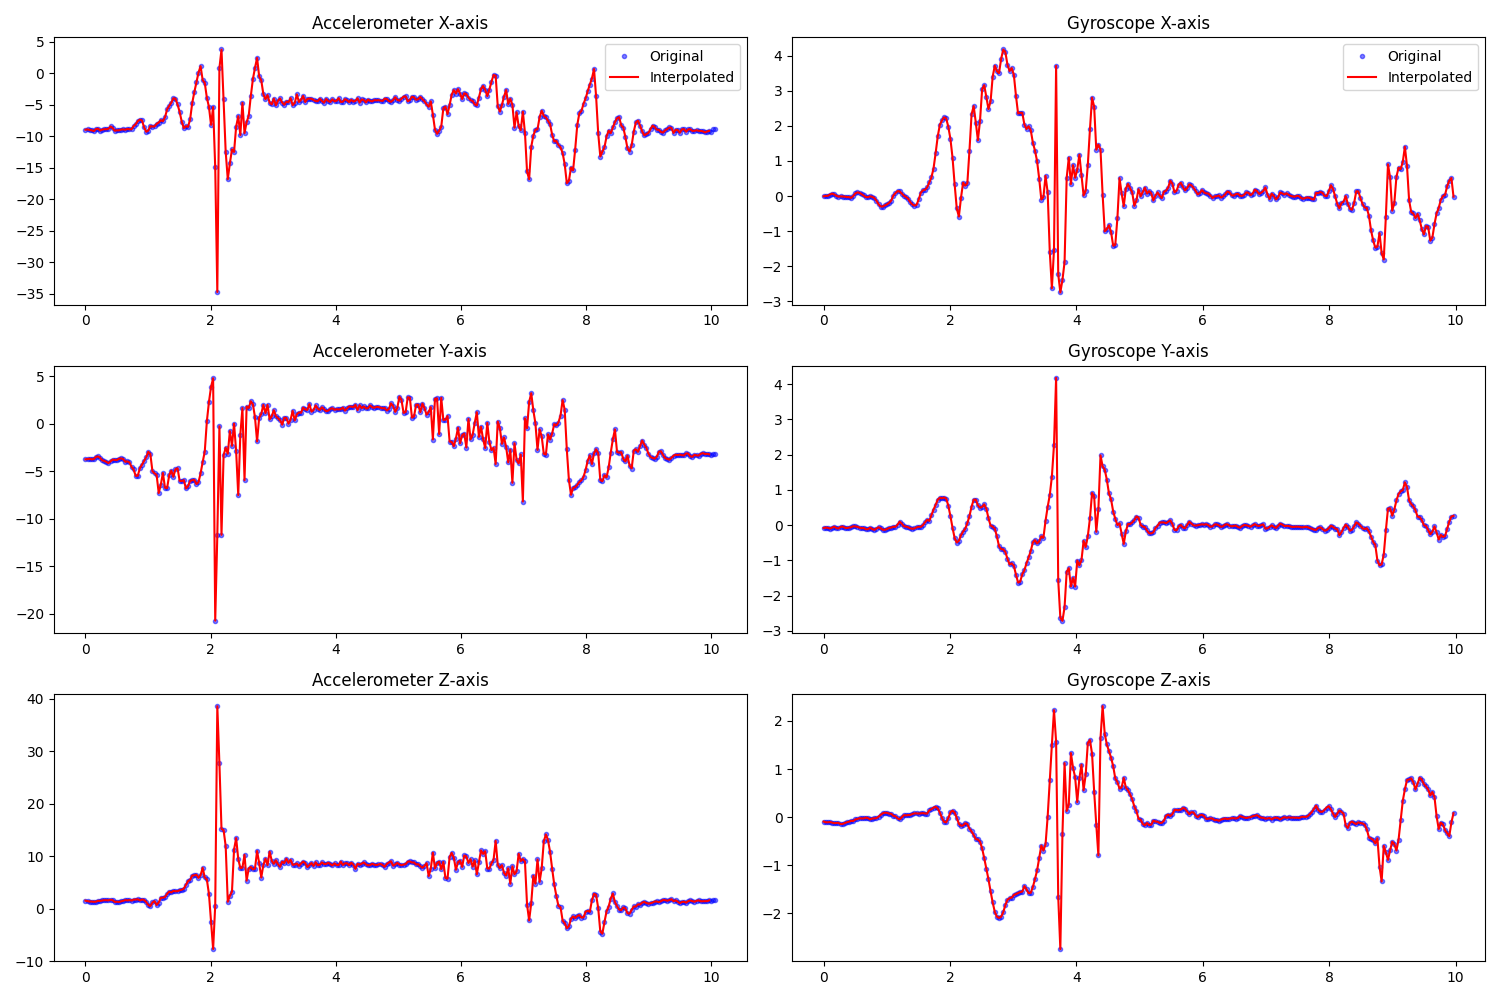 Accelerometer X-axis
5
0
−5
−10
−15
−20
−25
−30
−35
0 2 4 6 8 10
Original
Interpolated
Gyroscope X-axis
4
3
2
1
0
−1
−2
−3
0 2 4 6 8 10
Original
Interpolated
Accelerometer Y-axis
5
0
−5
−10
−15
−20
0 2 4 6 8 10
Gyroscope Y-axis
4
3
2
1
0
−1
−2
−3
0 2 4 6 8 10
Accelerometer Z-axis
40
30
20
10
0
−10
0 2 4 6 8 10
Gyroscope Z-axis
2
1
0
−1
−2
0 2 4 6 8 10